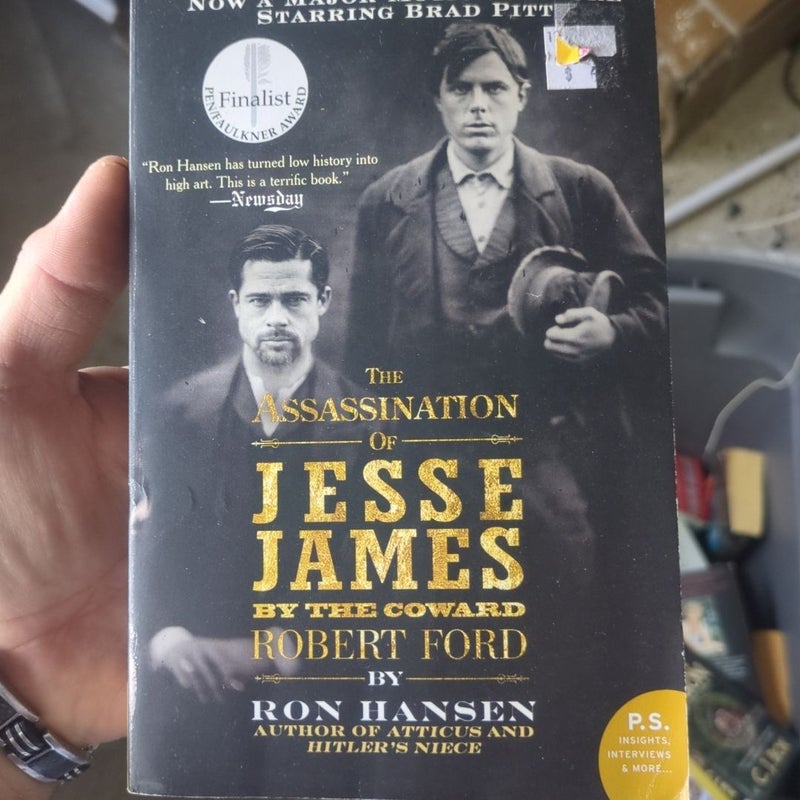 NOW A MAJOR
STARRING BRAD PITT
Finalist
PEN/FAULKNER AWARD
“Ron Hansen has turned low history into
high art. This is a terrific book.”
—Newsday
$
THE
ASSASSINATION
OF
JESSE
JAMES
BY THE COWARD
ROBERT FORD
BY
RON HANSEN
AUTHOR OF ATTICUS AND
HITLER'S NIECE
P.S.
INSIGHTS,
INTERVIEWS
& MORE...